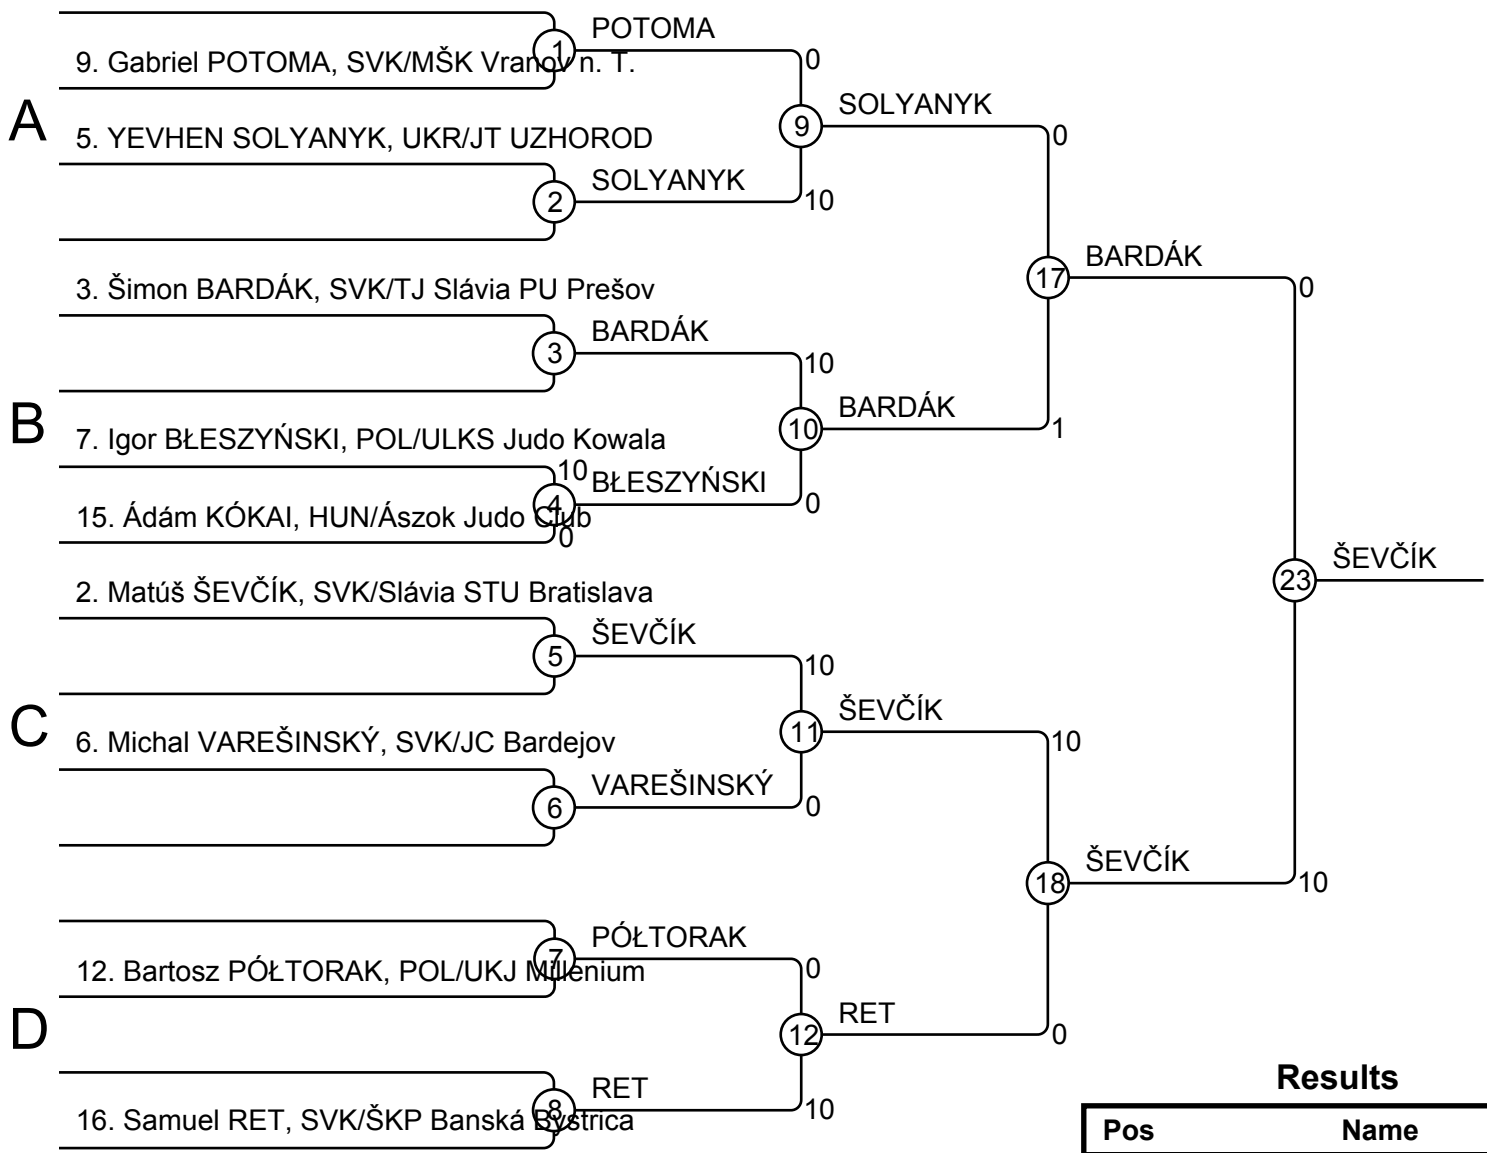 POTOMA
1
9. Gabriel POTOMA, SVK/MŠK Vranov n. T.
0
A
SOLYANYK
9
5. YEVHEN SOLYANYK, UKR/JT UZHOROD
0
SOLYANYK
2
10
BARDÁK
17
3. Šimon BARDÁK, SVK/TJ Slávia PU Prešov
0
BARDÁK
3
10
B
BARDÁK
10
1
7. Igor BŁESZYŃSKI, POL/ULKS Judo Kowala
10
BŁESZYŃSKI
4
0
15. Ádám KÓKAI, HUN/Ászok Judo Club
0
ŠEVČÍK
23
2. Matúš ŠEVČÍK, SVK/Slávia STU Bratislava
ŠEVČÍK
5
10
C
ŠEVČÍK
11
6. Michal VAREŠINSKÝ, SVK/JC Bardejov
10
VAREŠINSKÝ
6
0
ŠEVČÍK
18
10
PÓŁTORAK
7
12. Bartosz PÓŁTORAK, POL/UKJ Millenium
0
D
RET
12
0
Results
RET
8
10
16. Samuel RET, SVK/ŠKP Banská Bystrica
Pos Name